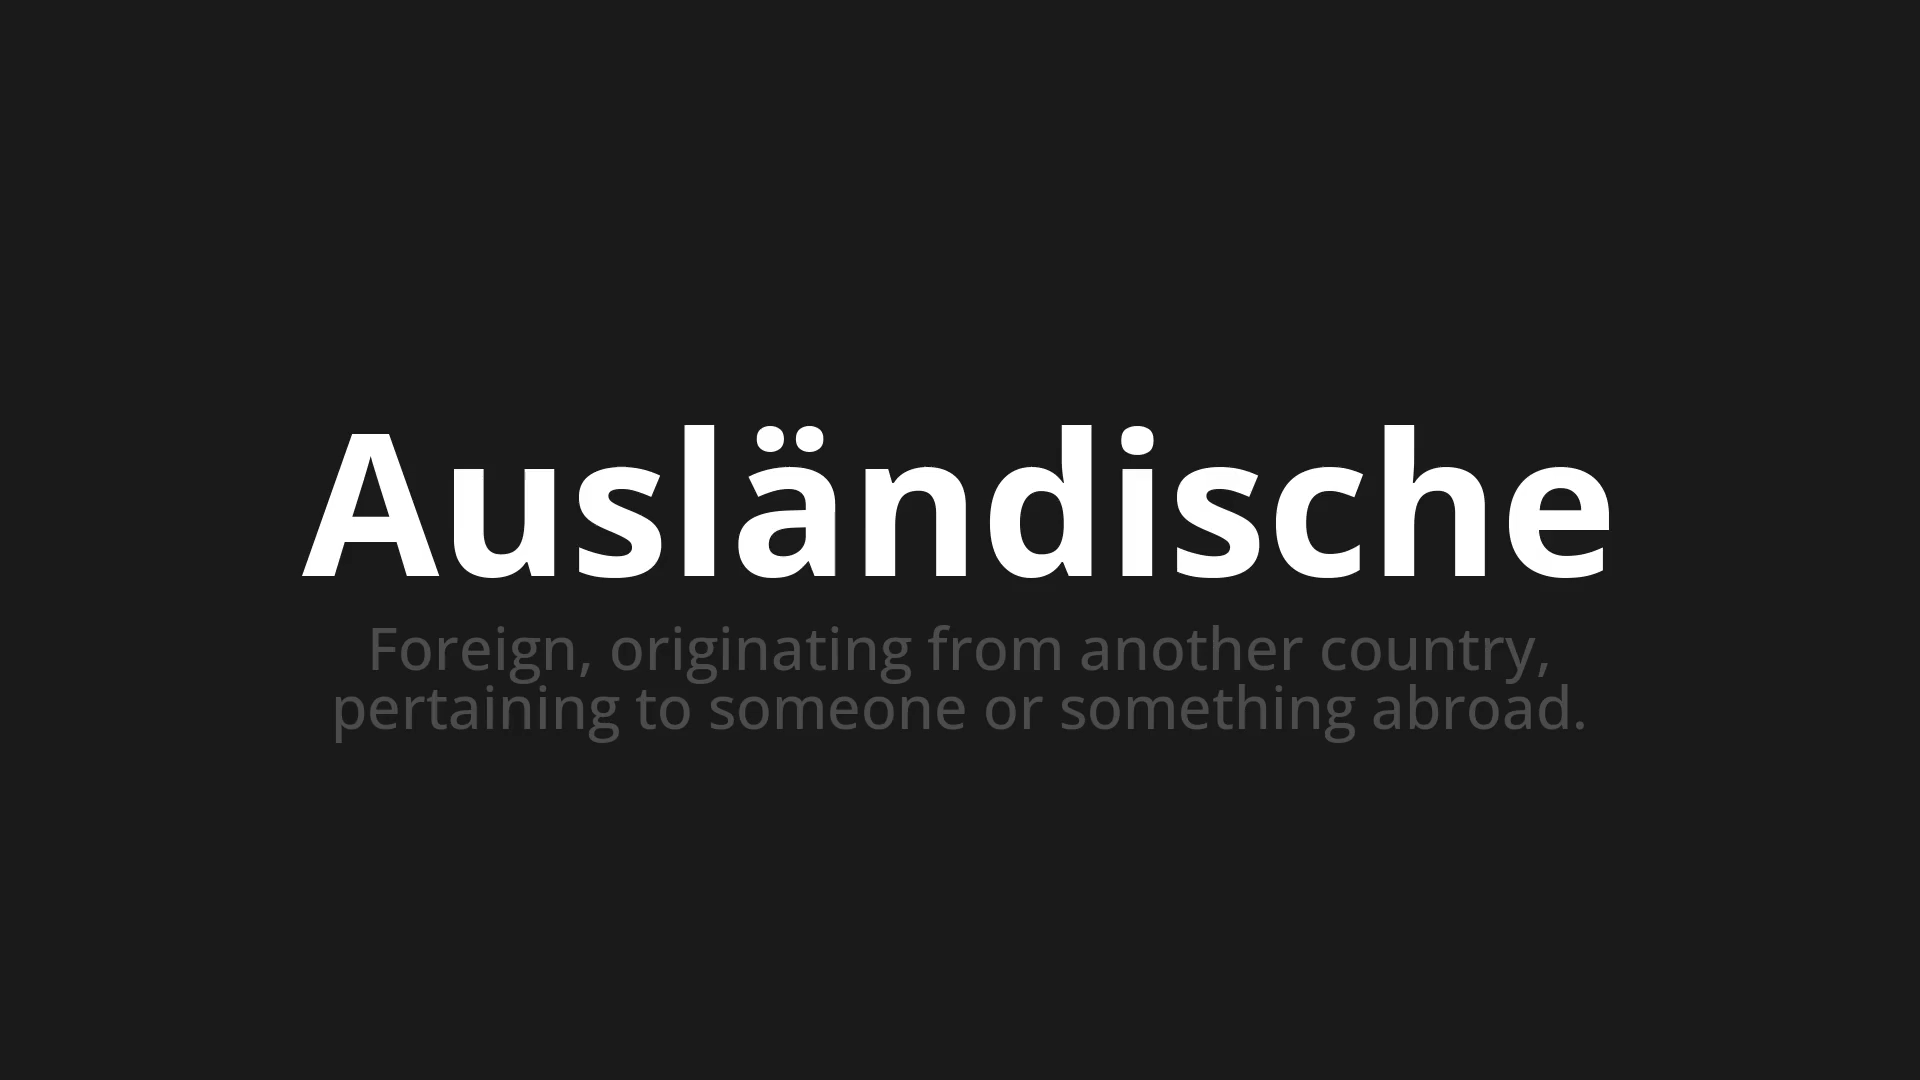 Ausländische
Foreign, originating from another country,
pertaining to someone or something abroad.